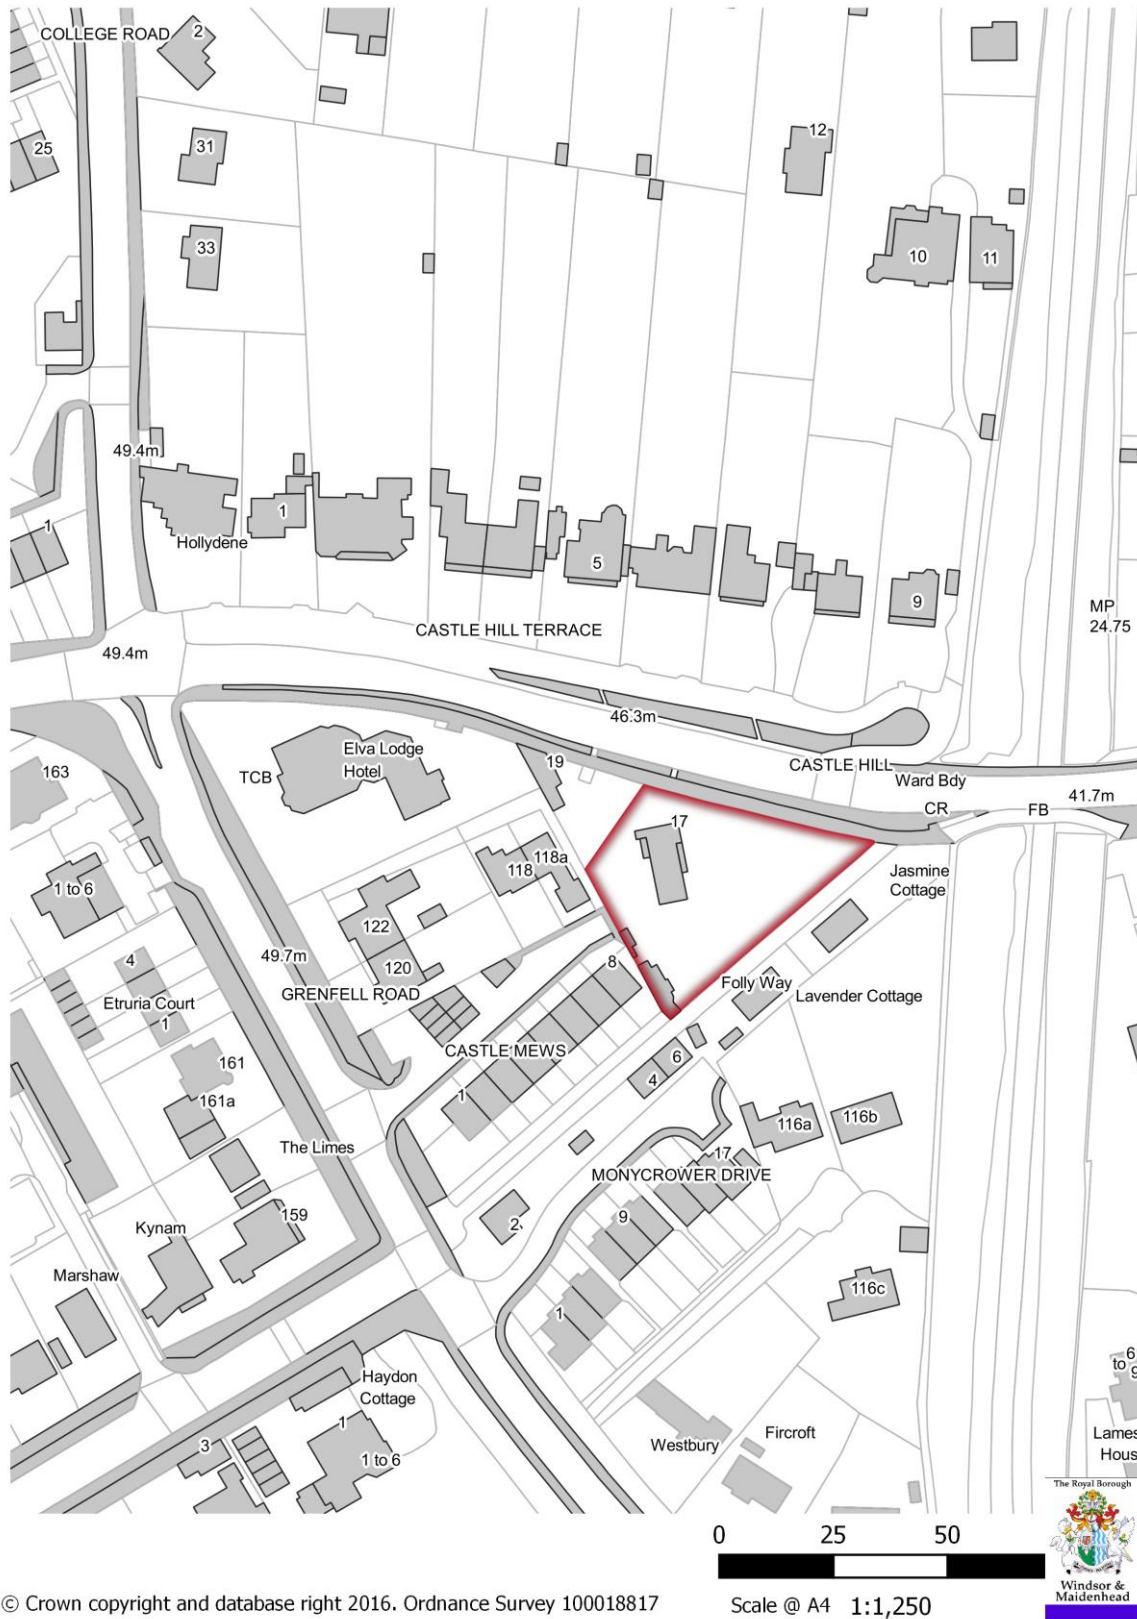 COLLEGE ROAD
2
25
31
12
33
10
11
49.4m
1
1
Hollydene
5
9
MP
24.75
CASTLE HILL TERRACE
49.4m
46.3m
Elva Lodge
Hotel
TCB
19
CASTLE HILL
Ward Bdy
41.7m
CR
FB
163
17
118
118a
Jasmine
Cottage
1 to 6
122
4
49.7m
120
8
Folly Way
Lavender Cottage
Etruria Court
1
GRENFELL ROAD
CASTLE MEWS
6
4
161
161a
1
116a
116b
The Limes
17
MONYCROWER DRIVE
159
Kynam
2
9
Marshaw
1
116c
Haydon
Cottage
6
to
9
1
3
1 to 6
Westbury
Fircroft
Lames
Hous
The Royal Borough
Windsor &
Maidenhead
0 25 50
© Crown copyright and database right 2016. Ordnance Survey 100018817
Scale @ A4 1:1,250